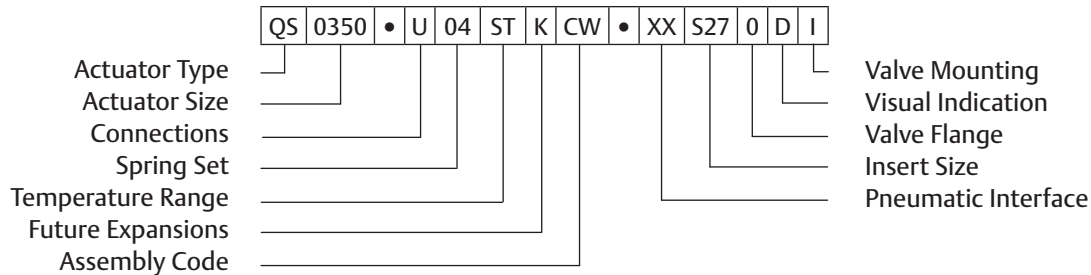 QS 0350 • U 04 ST K CW • XX S27 0 D I
Actuator Type
Actuator Size
Connections
Spring Set
Temperature Range
Future Expansions
Assembly Code
Valve Mounting
Visual Indication
Valve Flange
Insert Size
Pneumatic Interface